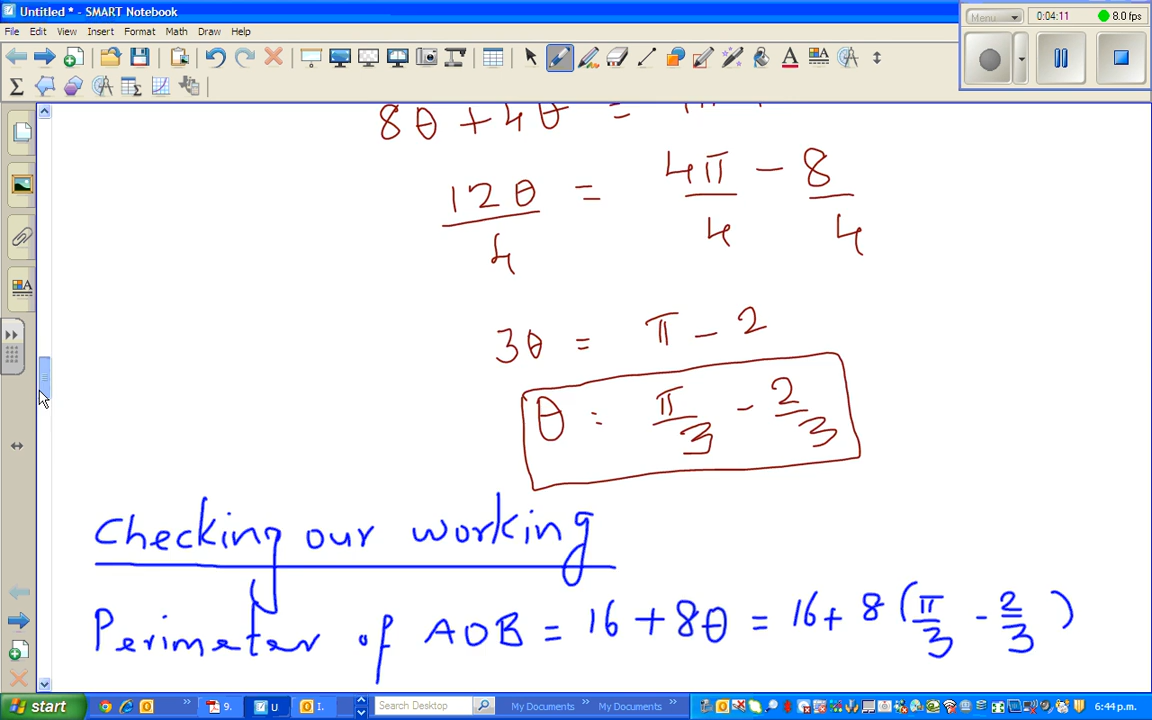 Untitled * - SMART Notebook
File Edit View Insert Format Math Draw Help
Menu
0:04:11
8.0 fps
8θ + 4θ =
12θ/4 = 4π/4 - 8/4
3θ = π - 2
θ = π/3 - 2/3
Checking our working
Perimeter of AOB = 16 + 8θ = 16 + 8 (π/3 - 2/3)
start
9.
U
I.
Search Desktop
My Documents
My Documents
6:44 p.m.